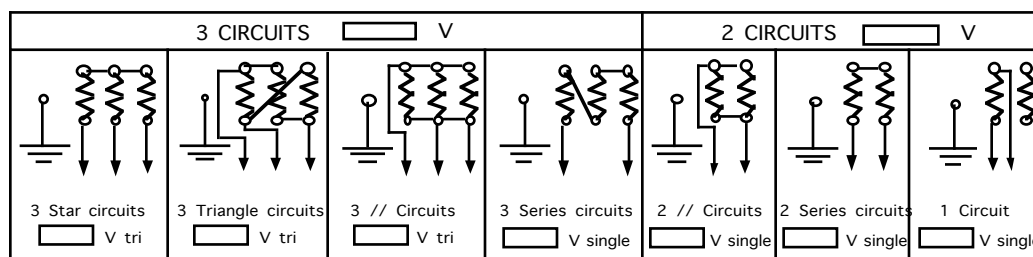 3 CIRCUITS V
2 CIRCUITS V
3 Star circuits
V tri
3 Triangle circuits
V tri
3 // Circuits
V tri
3 Series circuits
V single
2 // Circuits
V single
2 Series circuits
V single
1 Circuit
V single